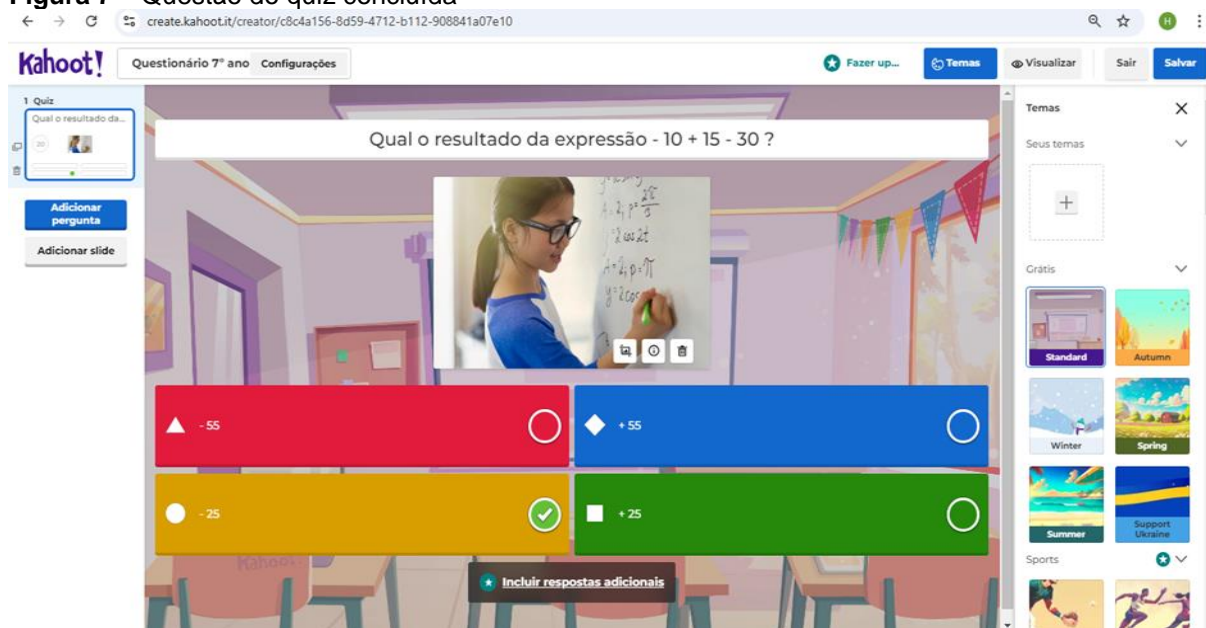 Figura 7 - Questão do quiz concluída
create.kahoot.it/creator/c8c4a156-8d59-4712-b112-908841a07e10
H
Kahoot!
Questionário 7º ano
Configurações
Fazer up...
Temas
Visualizar
Sair
Salvar
1 Quiz
Qual o resultado da...
20
Adicionar
pergunta
Adicionar slide
Qual o resultado da expressão - 10 + 15 - 30 ?
- 55
+ 55
- 25
+ 25
Kahoot!
Incluir respostas adicionais
Temas
Seus temas
Grátis
Standard
Autumn
Winter
Spring
Summer
Support
Ukraine
Sports